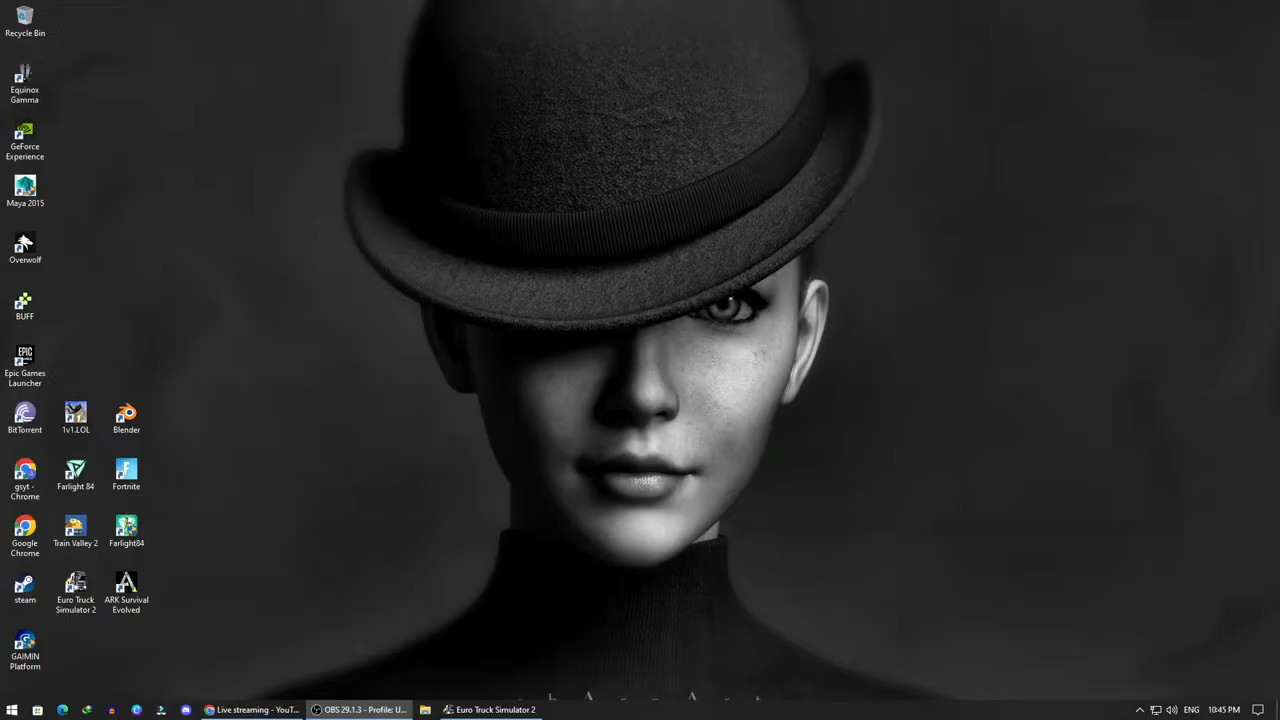 Recycle Bin
Equinox
Gamma
GeForce
Experience
Maya 2015
Overwolf
BUFF
EPIC
GAMES
Epic Games
Launcher
BitTorrent
1v1.LOL
Blender
gsyt -
Chrome
Farlight 84
Fortnite
Google
Chrome
Train Valley 2
Farlight84
steam
Euro Truck
Simulator 2
ARK Survival
Evolved
GAIMIN
Platform
Live streaming - YouT...
OBS 29.1.3 - Profile: U...
Euro Truck Simulator 2
ENG
10:45 PM